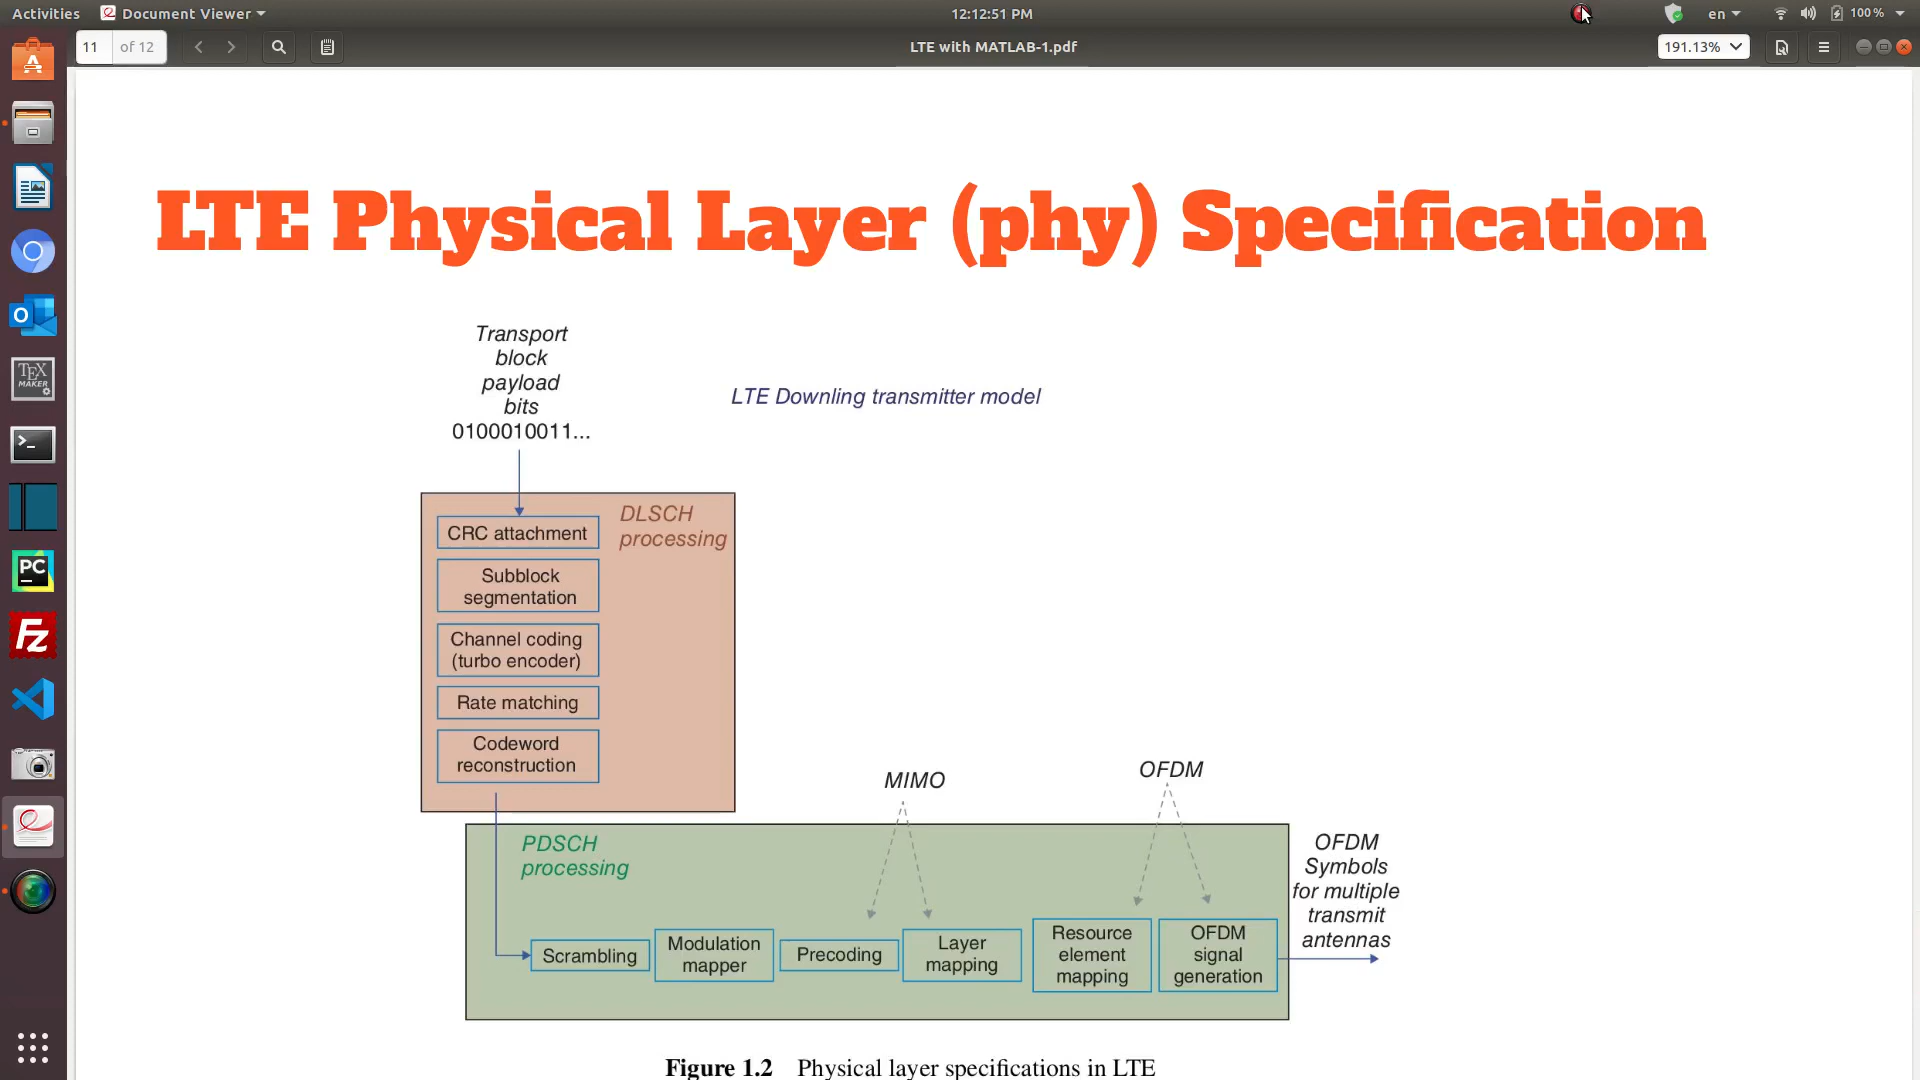 Activities
Document Viewer
12:12:51 PM
en
100 %
11
of 12
LTE with MATLAB-1.pdf
191.13%
LTE Physical Layer (phy) Specification
Transport
block
payload
bits
0100010011...
LTE Downling transmitter model
DLSCH
processing
CRC attachment
Subblock
segmentation
Channel coding
(turbo encoder)
Rate matching
Codeword
reconstruction
MIMO
OFDM
PDSCH
processing
OFDM
Symbols
for multiple
transmit
antennas
Scrambling
Modulation
mapper
Precoding
Layer
mapping
Resource
element
mapping
OFDM
signal
generation
Figure 1.2 Physical layer specifications in LTE
A
O
TEX
MAKER
>_
PC
FZ